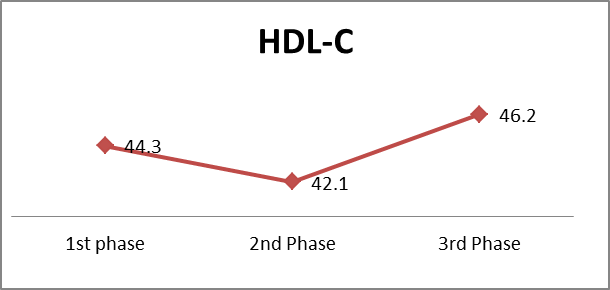 HDL-C
44.3
42.1
46.2
1st phase
2nd Phase
3rd Phase